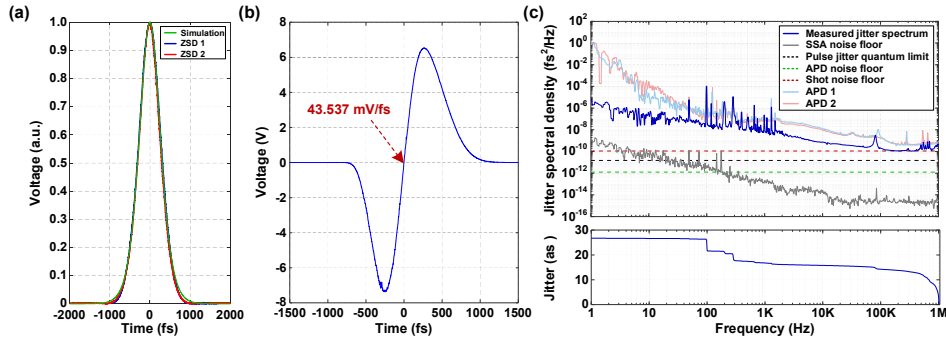 (a)
Voltage (a.u.)
1.0
0.9
0.8
0.7
0.6
0.5
0.4
0.3
0.2
0.1
0
-2000 -1000 0 1000 2000
Time (fs)
Simulation
ZSD 1
ZSD 2
(b)
Voltage (V)
8
6
4
2
0
2
4
6
8
-1500 -1000 -500 0 500 1000 1500
Time (fs)
43.537 mV/fs
(c)
Jitter spectral density (fs²/Hz)
10⁰
10⁻²
10⁻⁴
10⁻⁶
10⁻⁸
10⁻¹⁰
10⁻¹²
10⁻¹⁴
10⁻¹⁶
Measured jitter spectrum
SSA noise floor
Pulse jitter quantum limit
APD noise floor
Shot noise floor
APD 1
APD 2
Jitter (as )
30
20
10
0
1 10 100 1K 10K 100K 1M
Frequency (Hz)